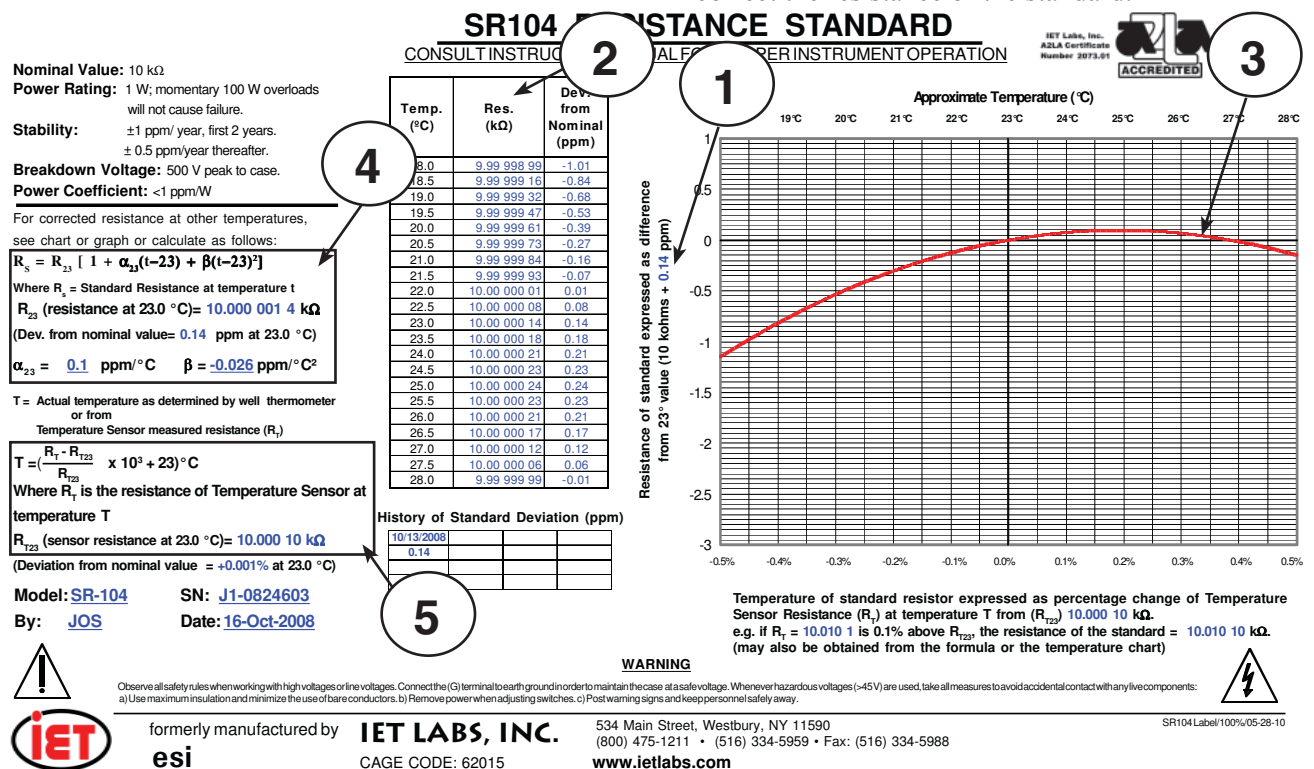 SR104 RESISTANCE STANDARD
CONSULT INSTRUC AL FO PER INSTRUMENT OPERATION
IET Labs, Inc.
A2LA Certificate
Number 2073.01
ACCREDITED
2
1
3
4
5
Nominal Value: 10 kΩ
Power Rating: 1 W; momentary 100 W overloads
will not cause failure.
Stability: ±1 ppm/ year, first 2 years.
± 0.5 ppm/year thereafter.
Breakdown Voltage: 500 V peak to case.
Power Coefficient: <1 ppm/W
For corrected resistance at other temperatures,
see chart or graph or calculate as follows:
R_S = R_23 [ 1 + α_23(t–23) + β(t–23)²]
Where R_s = Standard Resistance at temperature t
R_23 (resistance at 23.0 °C)= 10.000 001 4 kΩ
(Dev. from nominal value= 0.14 ppm at 23.0 °C)
α_23 = 0.1 ppm/°C β = -0.026 ppm/°C²
T = Actual temperature as determined by well thermometer
or from
Temperature Sensor measured resistance (R_T)
T =(R_T - R_T23 / R_T23 x 10³ + 23)°C
Where R_T is the resistance of Temperature Sensor at
temperature T
R_T23 (sensor resistance at 23.0 °C)= 10.000 10 kΩ
(Deviation from nominal value = +0.001% at 23.0 °C)
Model: SR-104 SN: J1-0824603
By: JOS Date: 16-Oct-2008
Temp. (ºC) Res. (kΩ) Dev. from Nominal (ppm)
8.0 9.99 998 99 -1.01
18.5 9.99 999 16 -0.84
19.0 9.99 999 32 -0.68
19.5 9.99 999 47 -0.53
20.0 9.99 999 61 -0.39
20.5 9.99 999 73 -0.27
21.0 9.99 999 84 -0.16
21.5 9.99 999 93 -0.07
22.0 10.00 000 01 0.01
22.5 10.00 000 08 0.08
23.0 10.00 000 14 0.14
23.5 10.00 000 18 0.18
24.0 10.00 000 21 0.21
24.5 10.00 000 23 0.23
25.0 10.00 000 24 0.24
25.5 10.00 000 23 0.23
26.0 10.00 000 21 0.21
26.5 10.00 000 17 0.17
27.0 10.00 000 12 0.12
27.5 10.00 000 06 0.06
28.0 9.99 999 99 -0.01
History of Standard Deviation (ppm)
10/13/2008
0.14
Approximate Temperature (°C)
19°C 20°C 21°C 22°C 23°C 24°C 25°C 26°C 27°C 28°C
Resistance of standard expressed as difference
from 23° value (10 kohms + 0.14 ppm)
1
0.5
0
-0.5
-1
-1.5
-2
-2.5
-3
-0.5% -0.4% -0.3% -0.2% -0.1% 0.0% 0.1% 0.2% 0.3% 0.4% 0.5%
Temperature of standard resistor expressed as percentage change of Temperature
Sensor Resistance (R_T) at temperature T from (R_T23) 10.000 10 kΩ.
e.g. if R_T = 10.010 1 is 0.1% above R_T23, the resistance of the standard = 10.010 10 kΩ.
(may also be obtained from the formula or the temperature chart)
WARNING
Observe all safety rules when working with high voltages or line voltages. Connect the (G) terminal to earth ground in order to maintain the case at a safe voltage. Whenever hazardous voltages (>45 V) are used, take all measures to avoid accidental contact with any live components:
a) Use maximum insulation and minimize the use of bare conductors. b) Remove power when adjusting switches. c) Post warning signs and keep personnel safely away.
IET
formerly manufactured by
esi
IET LABS, INC.
CAGE CODE: 62015
534 Main Street, Westbury, NY 11590
(800) 475-1211 • (516) 334-5959 • Fax: (516) 334-5988
www.ietlabs.com
SR104 Label/100%/05-28-10